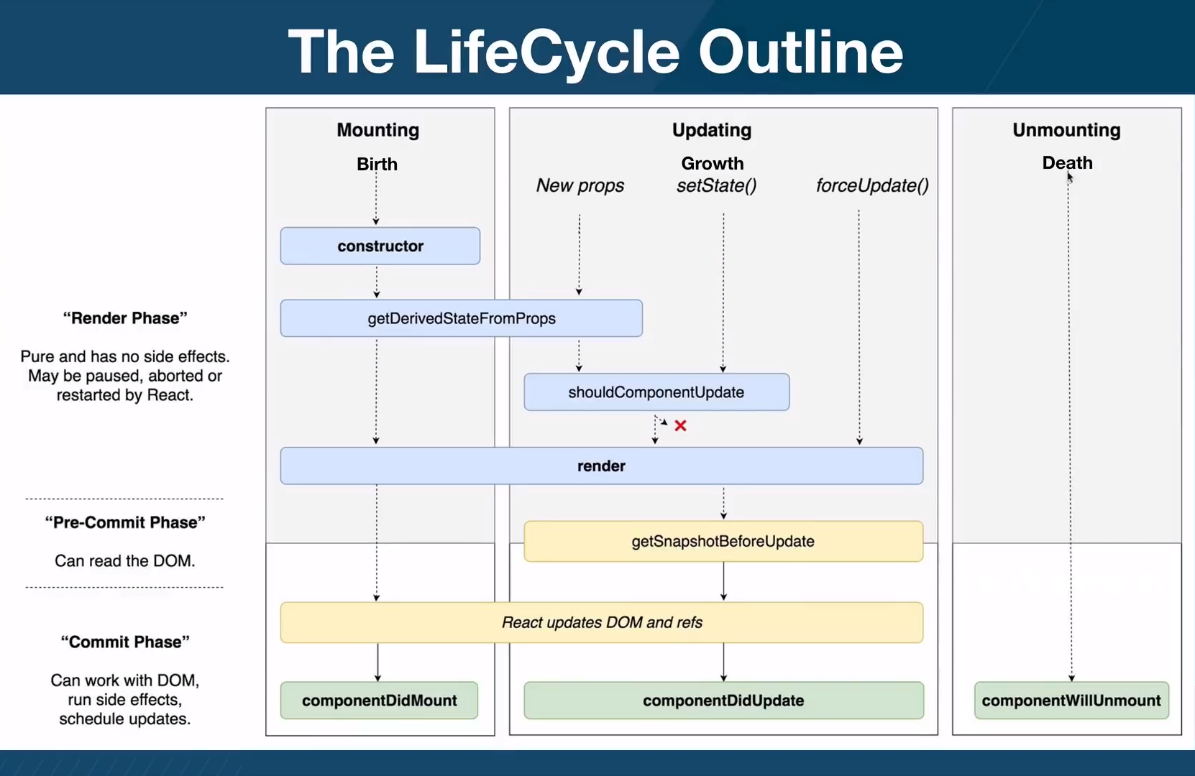 The LifeCycle Outline
Mounting
Birth
Updating
Growth
New props
setState()
forceUpdate()
Unmounting
Death
constructor
“Render Phase”
Pure and has no side effects.
May be paused, aborted or
restarted by React.
getDerivedStateFromProps
shouldComponentUpdate
render
“Pre-Commit Phase”
Can read the DOM.
getSnapshotBeforeUpdate
React updates DOM and refs
“Commit Phase”
Can work with DOM,
run side effects,
schedule updates.
componentDidMount
componentDidUpdate
componentWillUnmount